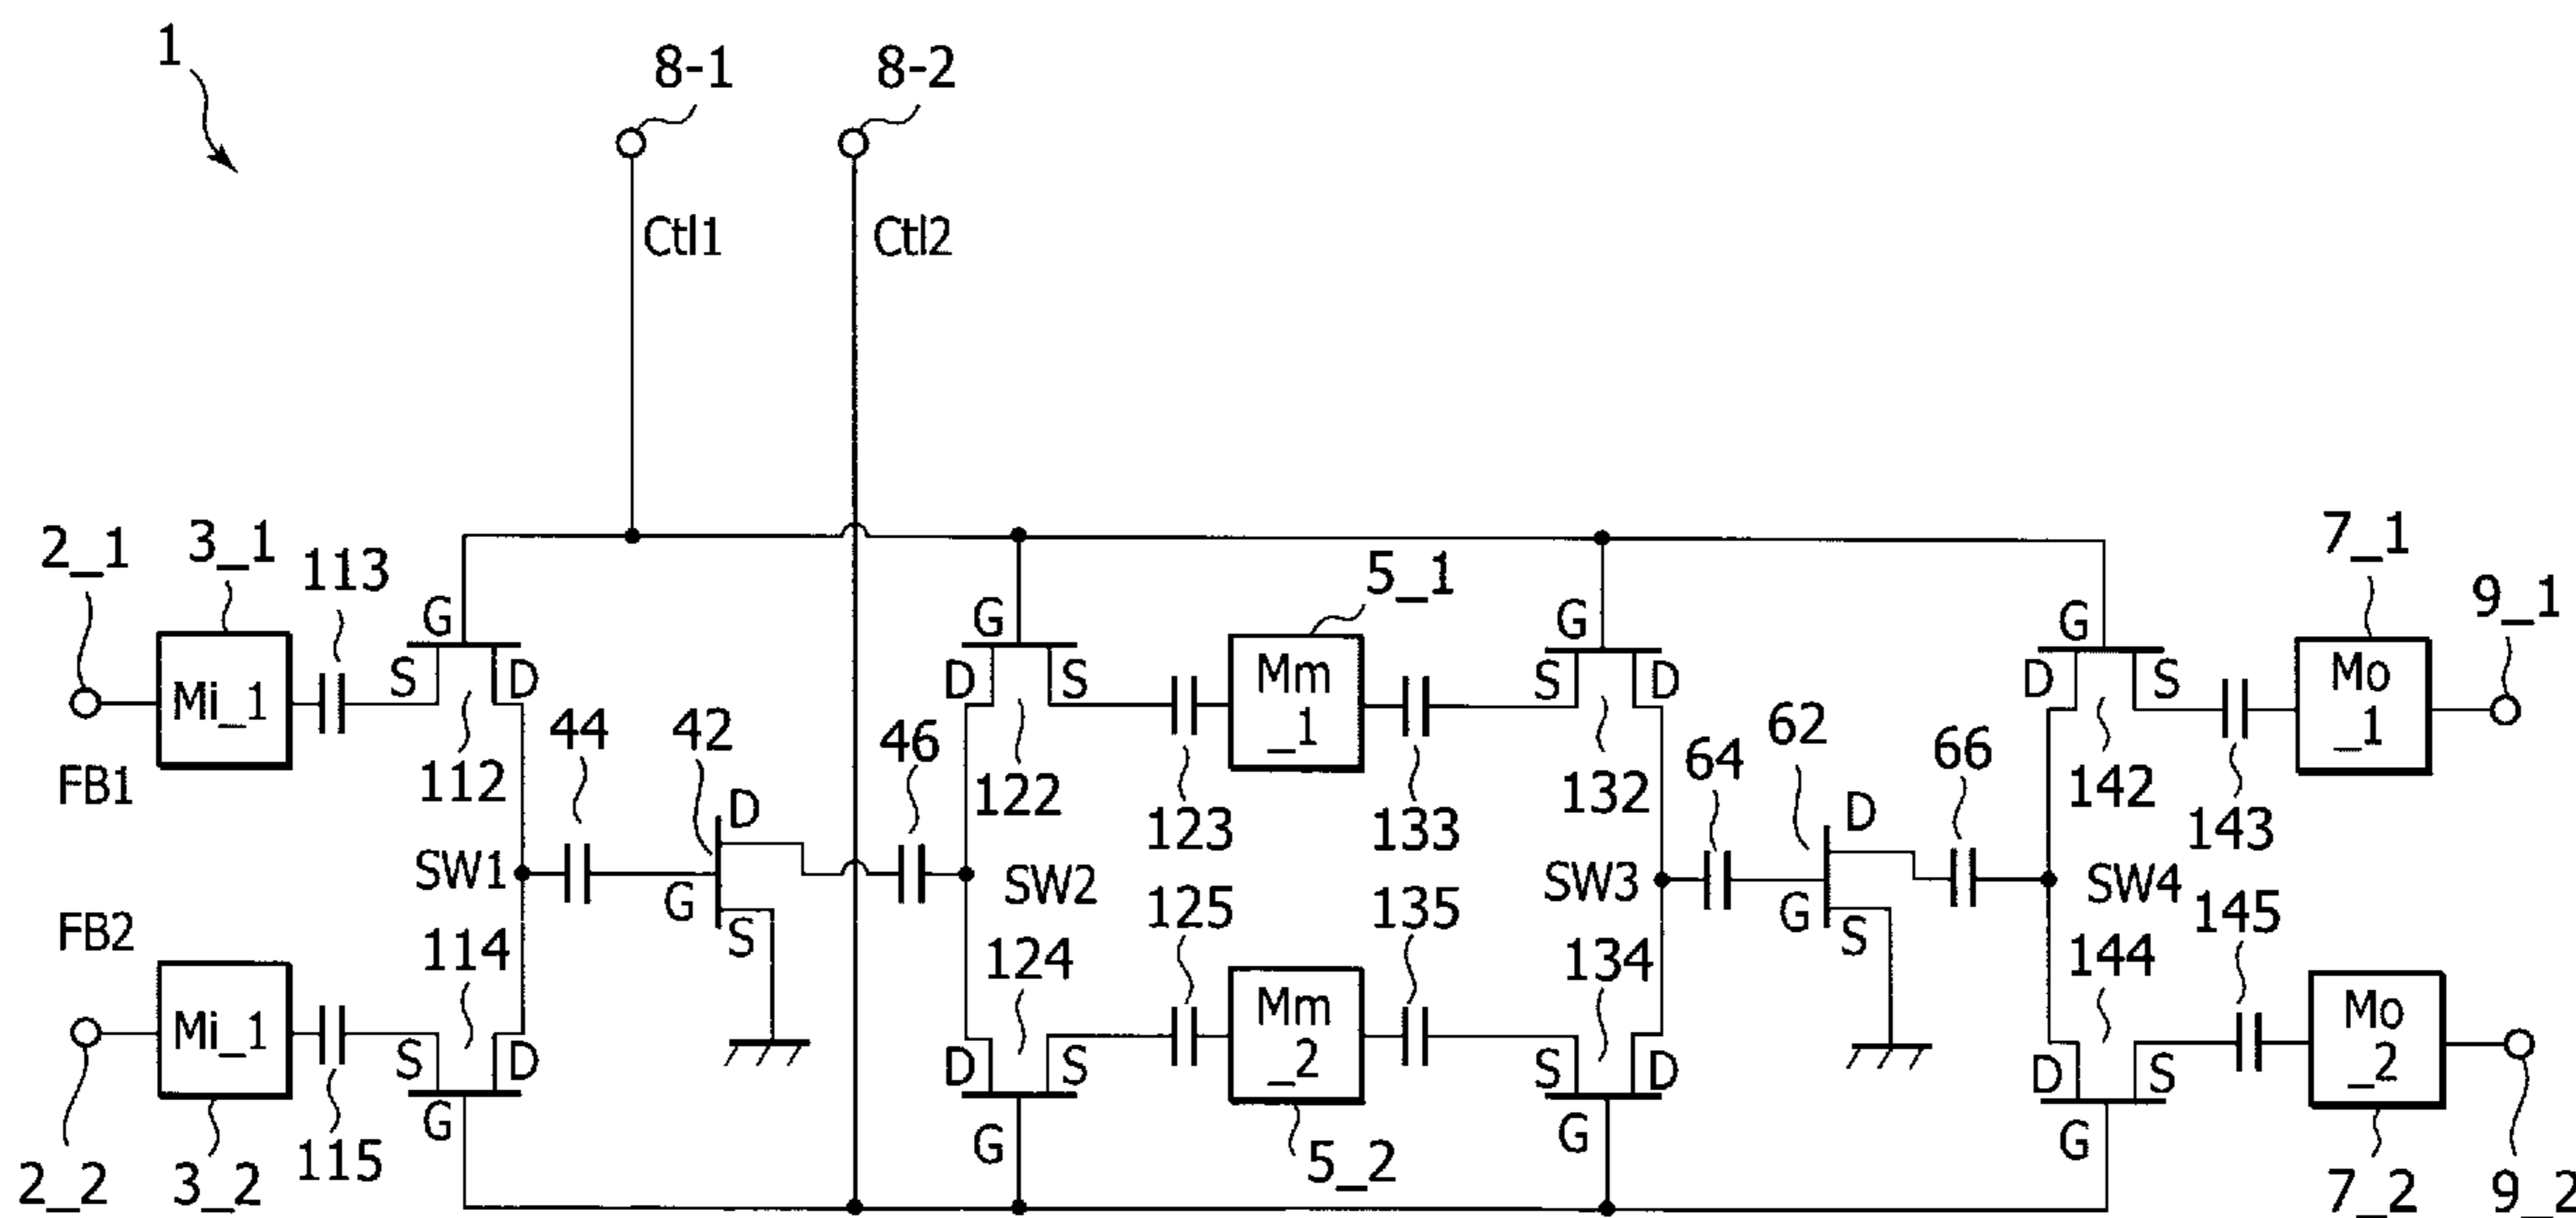 1
8-1
8-2
Ctl1
Ctl2
2_1
3_1
113
5_1
7_1
9_1
G
G
G
G
Mi_1
S
D
D
S
Mm
_1
S
D
D
S
Mo
_1
FB1
112
44
42
46
122
123
133
132
64
62
66
142
143
SW1
G
D
S
SW2
SW3
G
D
S
SW4
FB2
114
124
125
135
134
144
145
Mi_1
S
D
D
S
Mm
_2
S
D
D
S
Mo
_2
G
G
G
G
2_2
3_2
115
5_2
7_2
9_2